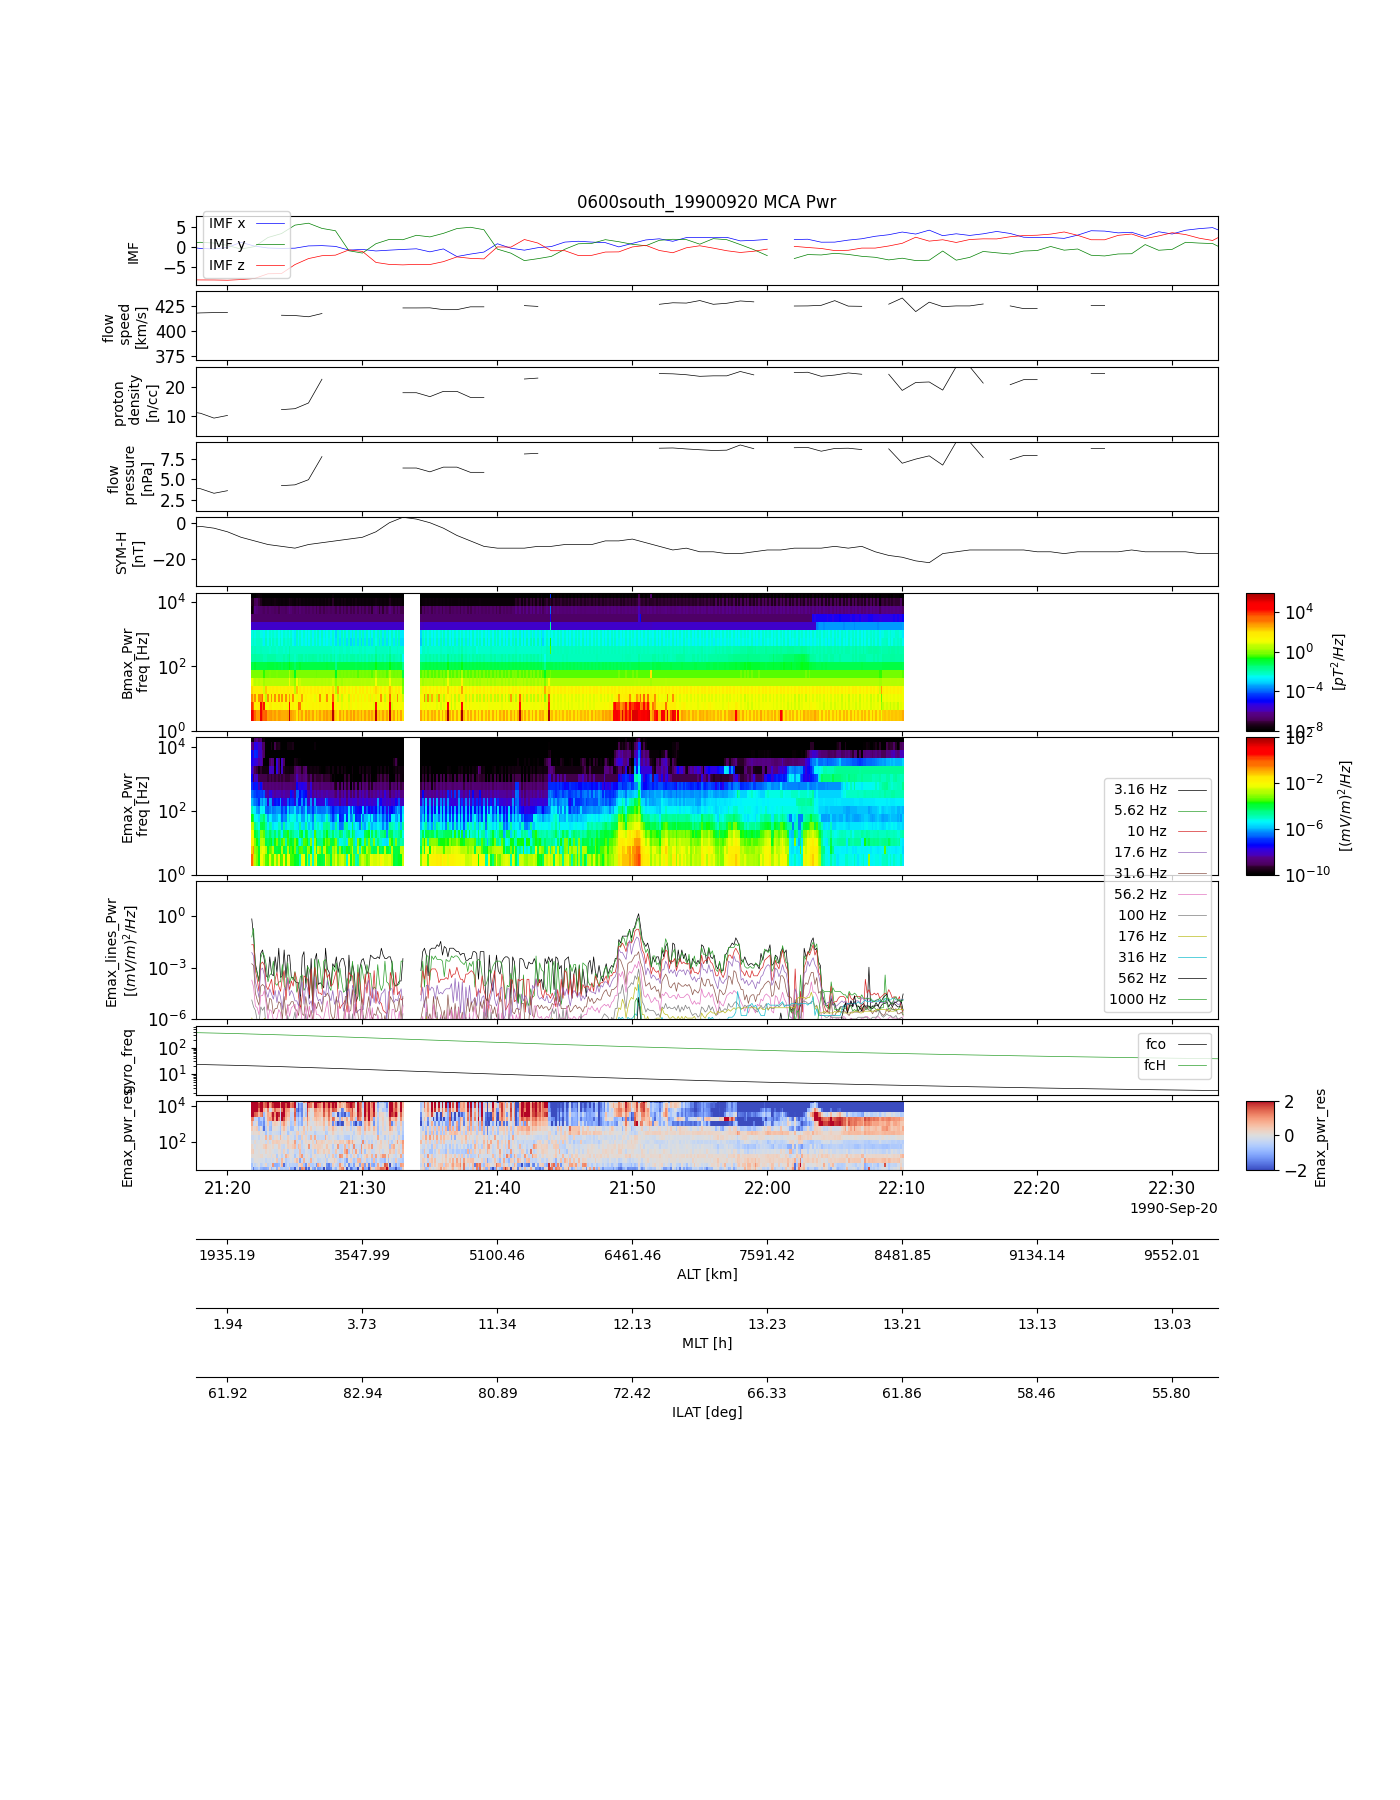 0600south_19900920 MCA Pwr
IMF
5
0
−5
IMF x
IMF y
IMF z
flow
speed
[km/s]
425
400
375
proton
density
[n/cc]
20
10
flow
pressure
[nPa]
7.5
5.0
2.5
SYM-H
[nT]
0
−20
Bmax_Pwr
freq [Hz]
10^4
10^2
10^0
10^4
10^0
10^−4
10^−8
[pT^2/Hz]
Emax_Pwr
freq [Hz]
10^4
10^2
10^0
10^2
10^−2
10^−6
10^−10
[(mV/m)^2/Hz]
3.16 Hz
5.62 Hz
10 Hz
17.6 Hz
31.6 Hz
56.2 Hz
100 Hz
176 Hz
316 Hz
562 Hz
1000 Hz
Emax_lines_Pwr
[(mV/m)^2/Hz]
10^0
10^−3
10^−6
gyro_freq
10^2
10^1
fco
fcH
Emax_pwr_res
10^4
10^2
2
0
−2
Emax_pwr_res
21:20 21:30 21:40 21:50 22:00 22:10 22:20 22:30
1990-Sep-20
1935.19 3547.99 5100.46 6461.46 7591.42 8481.85 9134.14 9552.01
ALT [km]
1.94 3.73 11.34 12.13 13.23 13.21 13.13 13.03
MLT [h]
61.92 82.94 80.89 72.42 66.33 61.86 58.46 55.80
ILAT [deg]